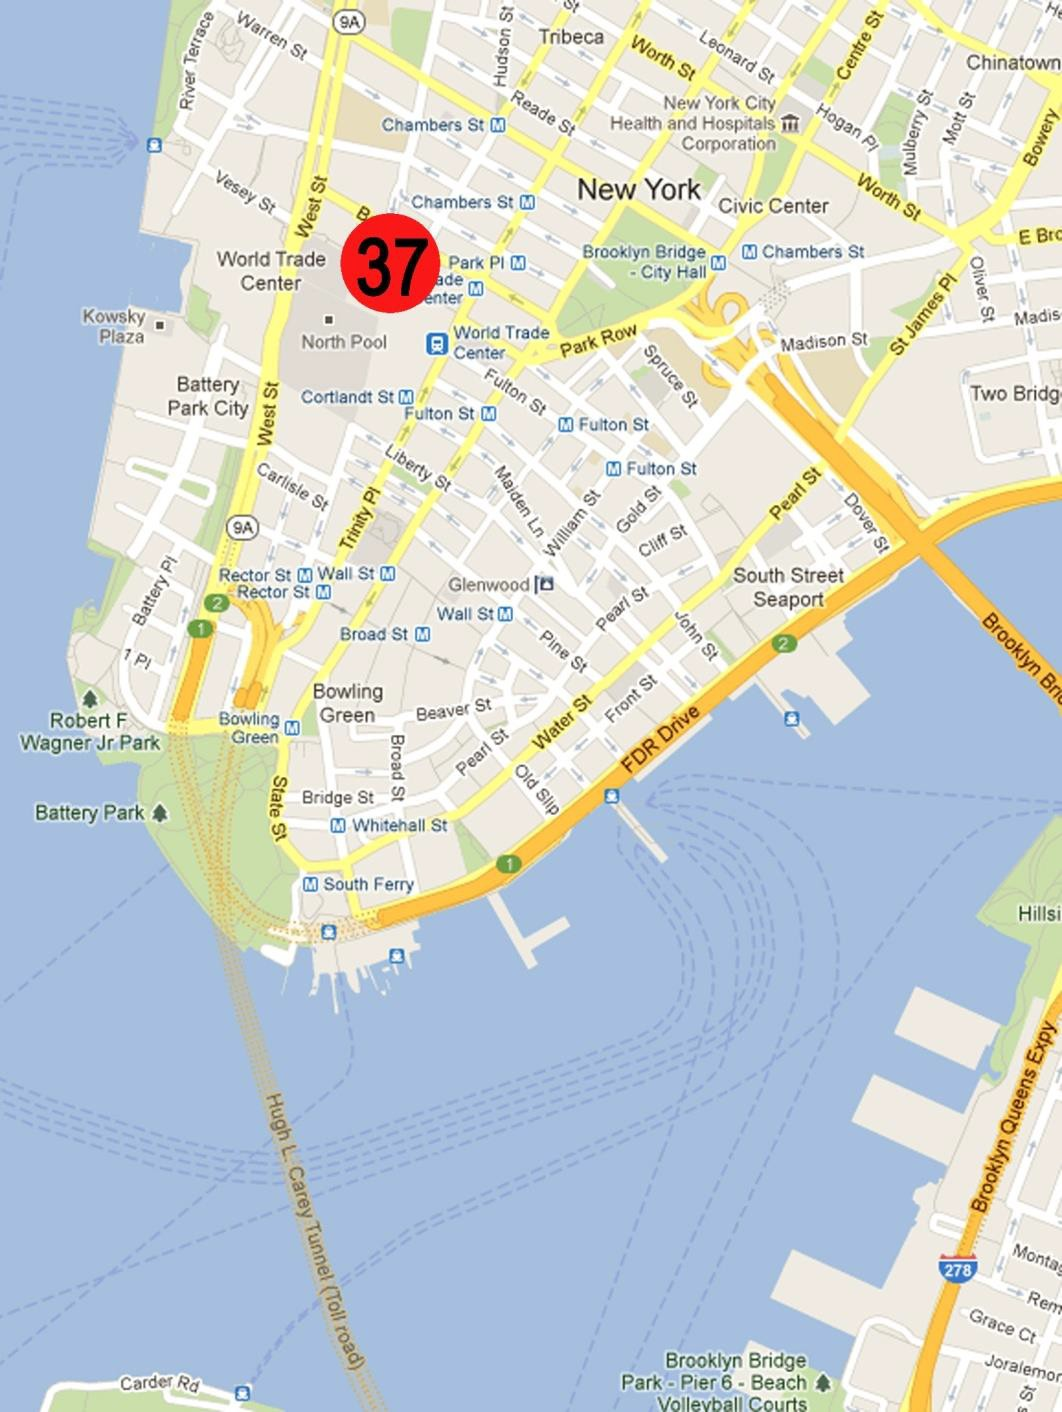 9A
Warren St
River Terrace
Hudson St
St
Tribeca
Worth St
Leonard St
Centre St
Chinatown
New York City
Health and Hospitals
Corporation
Hogan Pl
Mulberry St
Mott St
Bowery
Chambers St
Reade St
Vesey St
West St
B
Chambers St
New York
Civic Center
Worth St
E Bro
World Trade
Center
37
Park Pl
ade
enter
Brooklyn Bridge
- City Hall
Chambers St
Oliver St
St James Pl
Madis
Kowsky
Plaza
North Pool
World Trade
Center
Park Row
Madison St
Spruce St
Battery
Park City
West St
Cortlandt St
Fulton St
Fulton St
Fulton St
Fulton St
Two Bridg
Carlisle St
Liberty St
Maiden Ln
William St
Gold St
Cliff St
Pearl St
Dover St
Trinity Pl
9A
Battery Pl
Rector St
Wall St
Rector St
Glenwood
South Street
Seaport
2
1
Wall St
Pearl St
John St
Broad St
Pine St
2
Brooklyn Bri
1 Pl
Bowling
Green
Robert F
Wagner Jr Park
Bowling
Green
Beaver St
Front St
Water St
FDR Drive
Broad St
Pearl St
Old Slip
State St
Battery Park
Bridge St
Whitehall St
1
South Ferry
Hillsi
Hugh L. Carey Tunnel (Toll road)
Brooklyn Queens Expy
278
Montag
Rem
Grace Ct
Joralemon
s St
Brooklyn Bridge
Park - Pier 6 - Beach
Volleyball Courts
Carder Rd